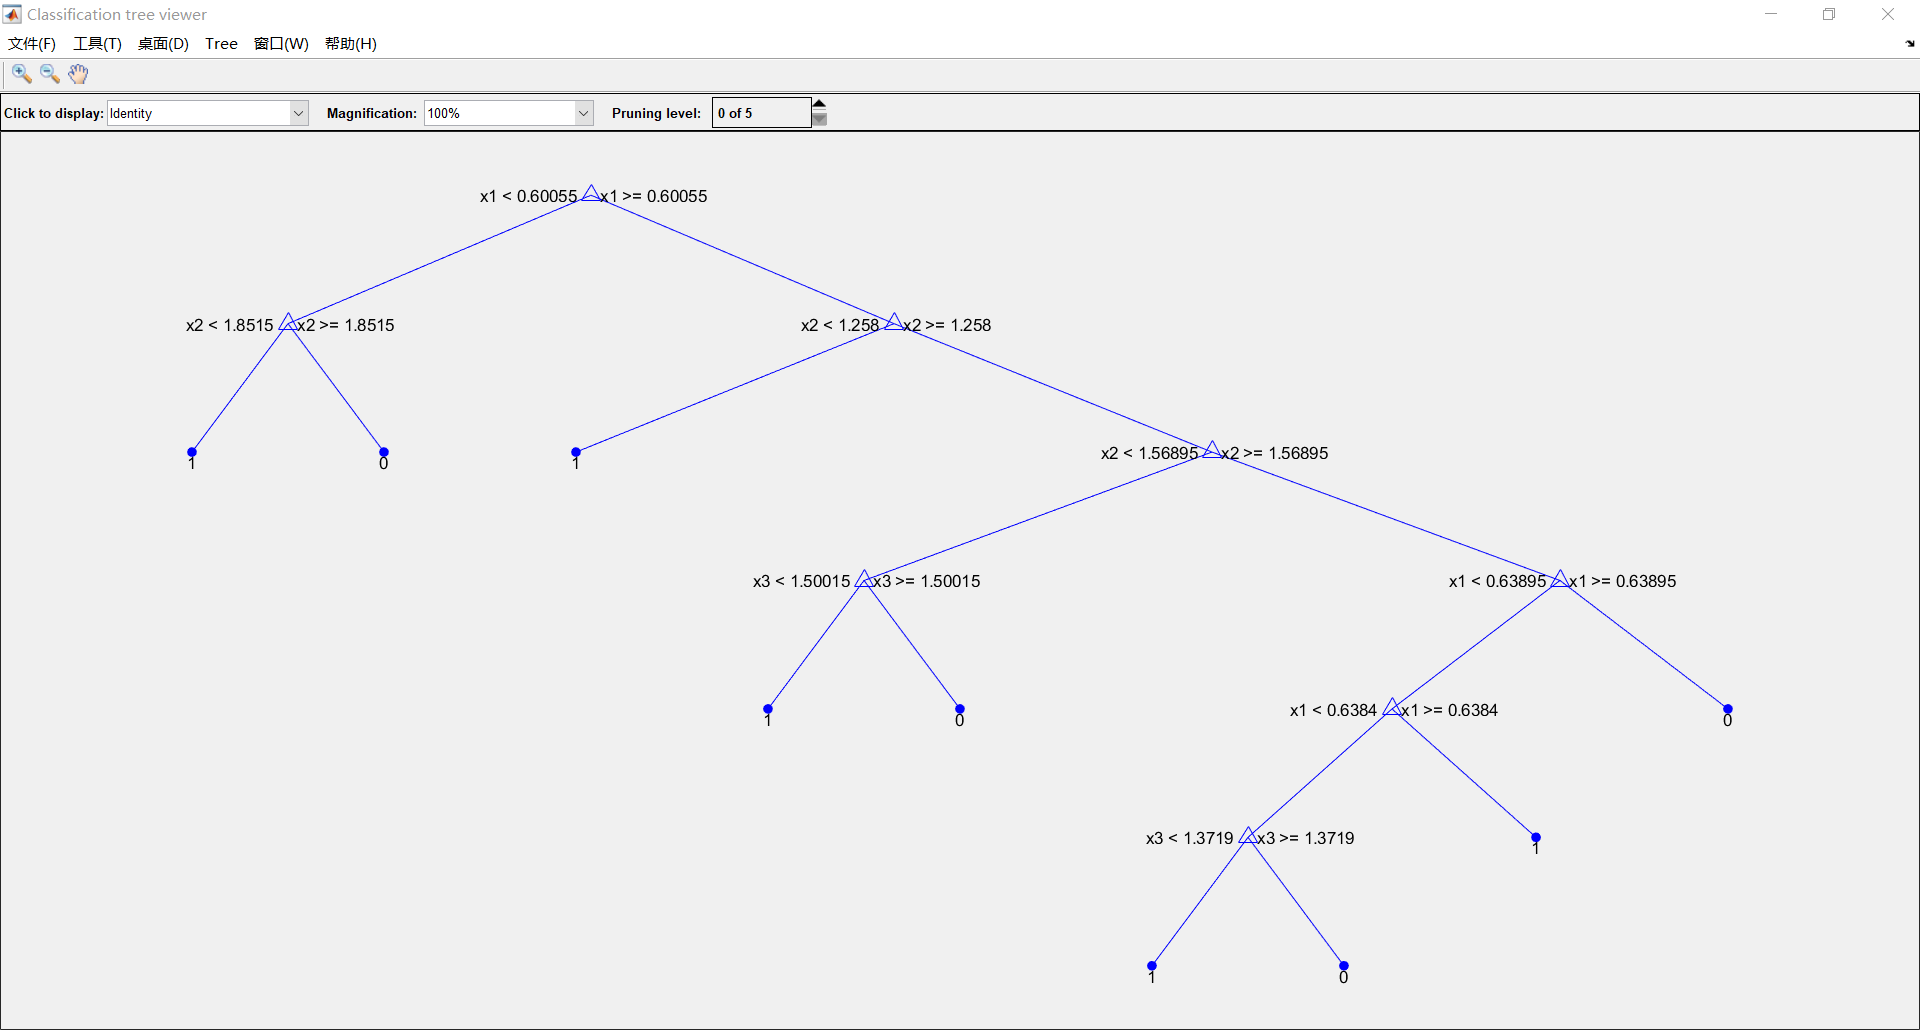 Classification tree viewer
文件(F) 工具(T) 桌面(D) Tree 窗口(W) 帮助(H)
Click to display: Identity Magnification: 100% Pruning level: 0 of 5
x1 < 0.60055 x1 >= 0.60055
x2 < 1.8515 x2 >= 1.8515 x2 < 1.258 x2 >= 1.258
1 0 1 x2 < 1.56895 x2 >= 1.56895
x3 < 1.50015 x3 >= 1.50015 x1 < 0.63895 x1 >= 0.63895
1 0 x1 < 0.6384 x1 >= 0.6384 0
x3 < 1.3719 x3 >= 1.3719 1
1 0